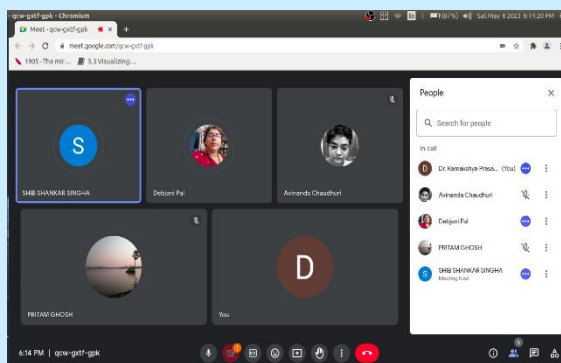 qcw-gxtf-gpk - Chromium
(87%) Sat May 6 2023 6:14:20 PM
Meet - qcw-gxtf-gpk
meet.google.com/qcw-gxtf-gpk
1905 - The mir... 5.3 Visualizing...
S
SHIB SHANKAR SINGHA
Debjani Pal
Avinanda Chaudhuri
PRITAM GHOSH
D
You
People
Search for people
In call
D Dr. Kamakshya Prasa... (You)
Avinanda Chaudhuri
Debjani Pal
PRITAM GHOSH
S SHIB SHANKAR SINGHA
Meeting Host
6:14 PM | qcw-gxtf-gpk
5